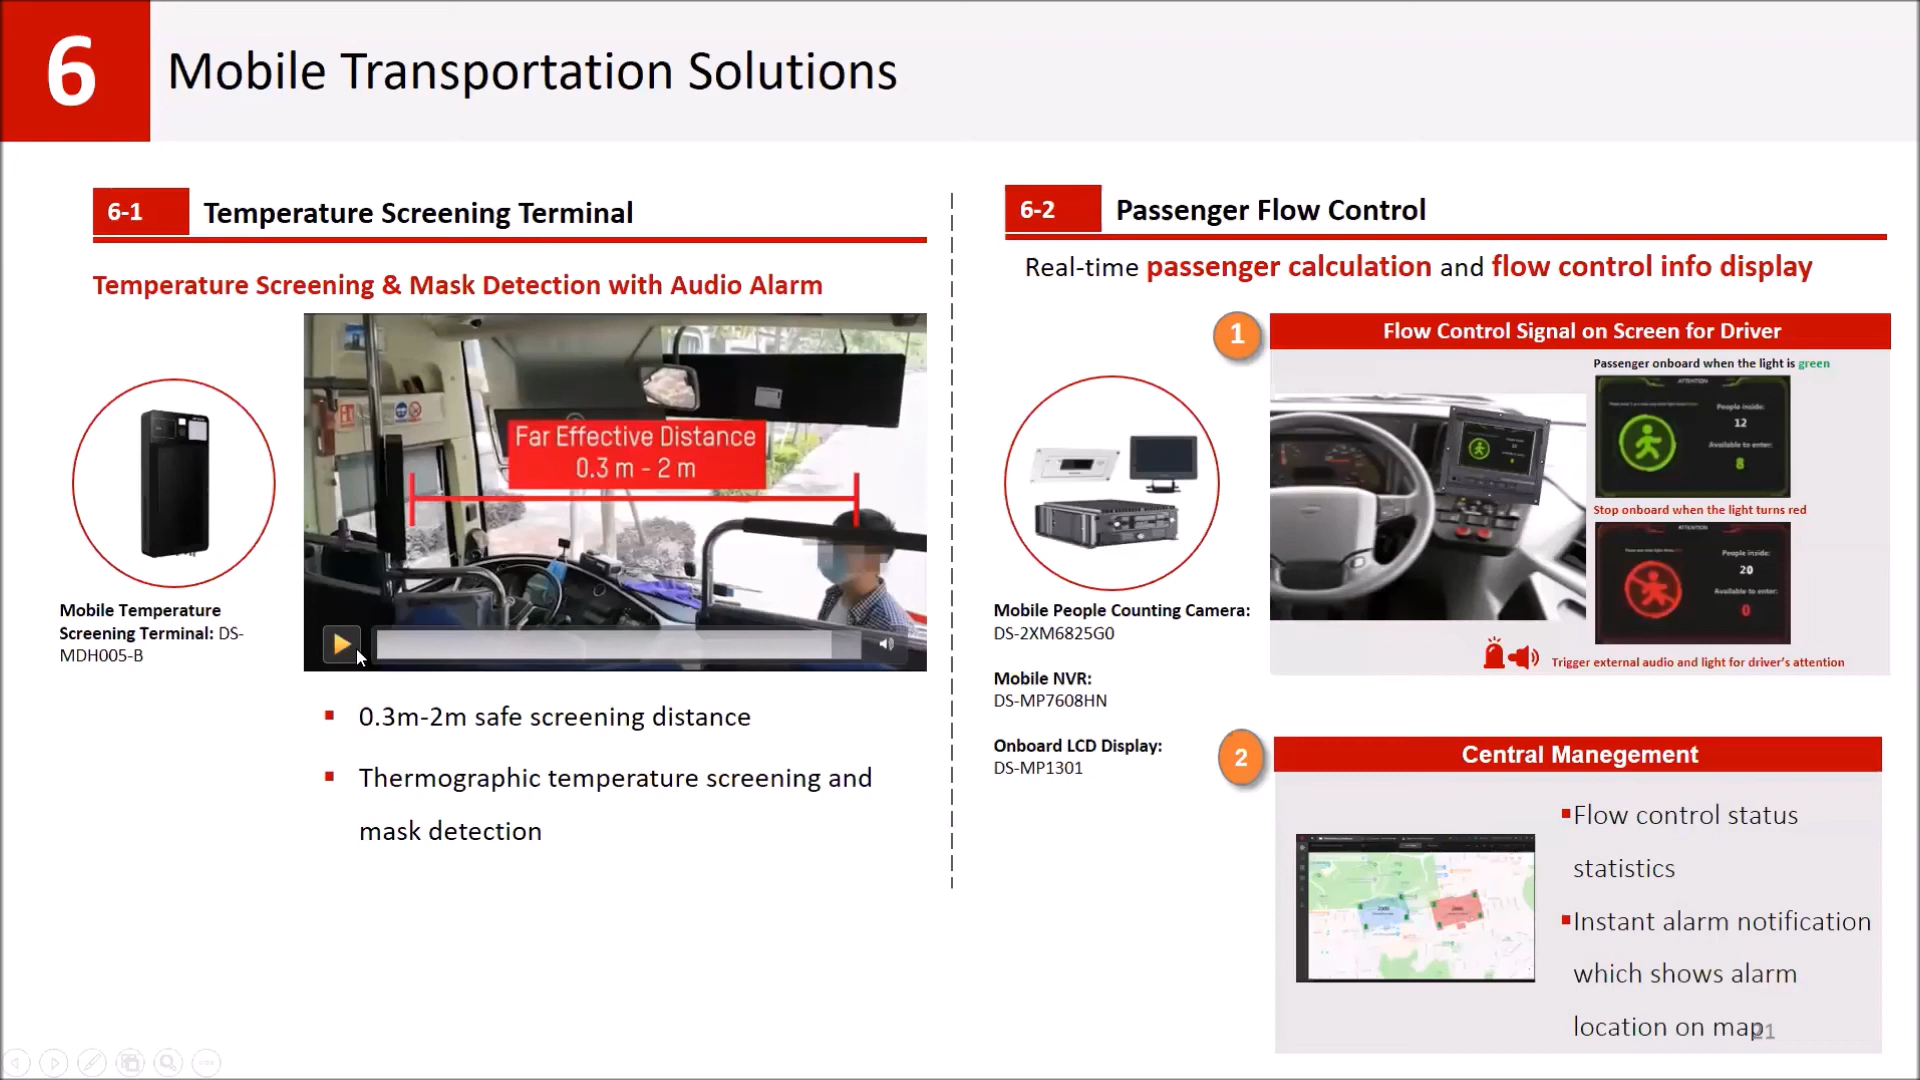 6
Mobile Transportation Solutions
6-1
Temperature Screening Terminal
Temperature Screening & Mask Detection with Audio Alarm
Far Effective Distance
0.3 m - 2 m
Mobile Temperature
Screening Terminal: DS-
MDH005-B
0.3m-2m safe screening distance
Thermographic temperature screening and
mask detection
6-2
Passenger Flow Control
Real-time passenger calculation and flow control info display
1
Flow Control Signal on Screen for Driver
Passenger onboard when the light is green
ATTENTION
People inside:
12
Available to enter:
8
Stop onboard when the light turns red
ATTENTION
People inside:
20
Available to enter:
0
Trigger external audio and light for driver's attention
Mobile People Counting Camera:
DS-2XM6825G0
Mobile NVR:
DS-MP7608HN
Onboard LCD Display:
DS-MP1301
2
Central Manegement
Flow control status
statistics
Instant alarm notification
which shows alarm
location on map
21